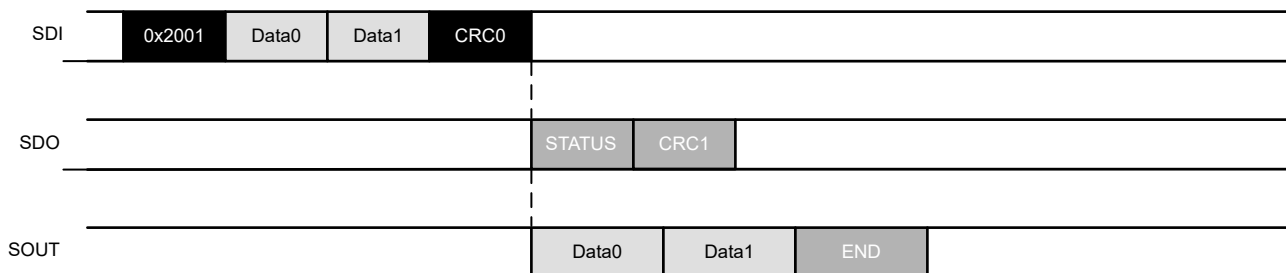 SDI 0x2001 Data0 Data1 CRC0
SDO STATUS CRC1
SOUT Data0 Data1 END